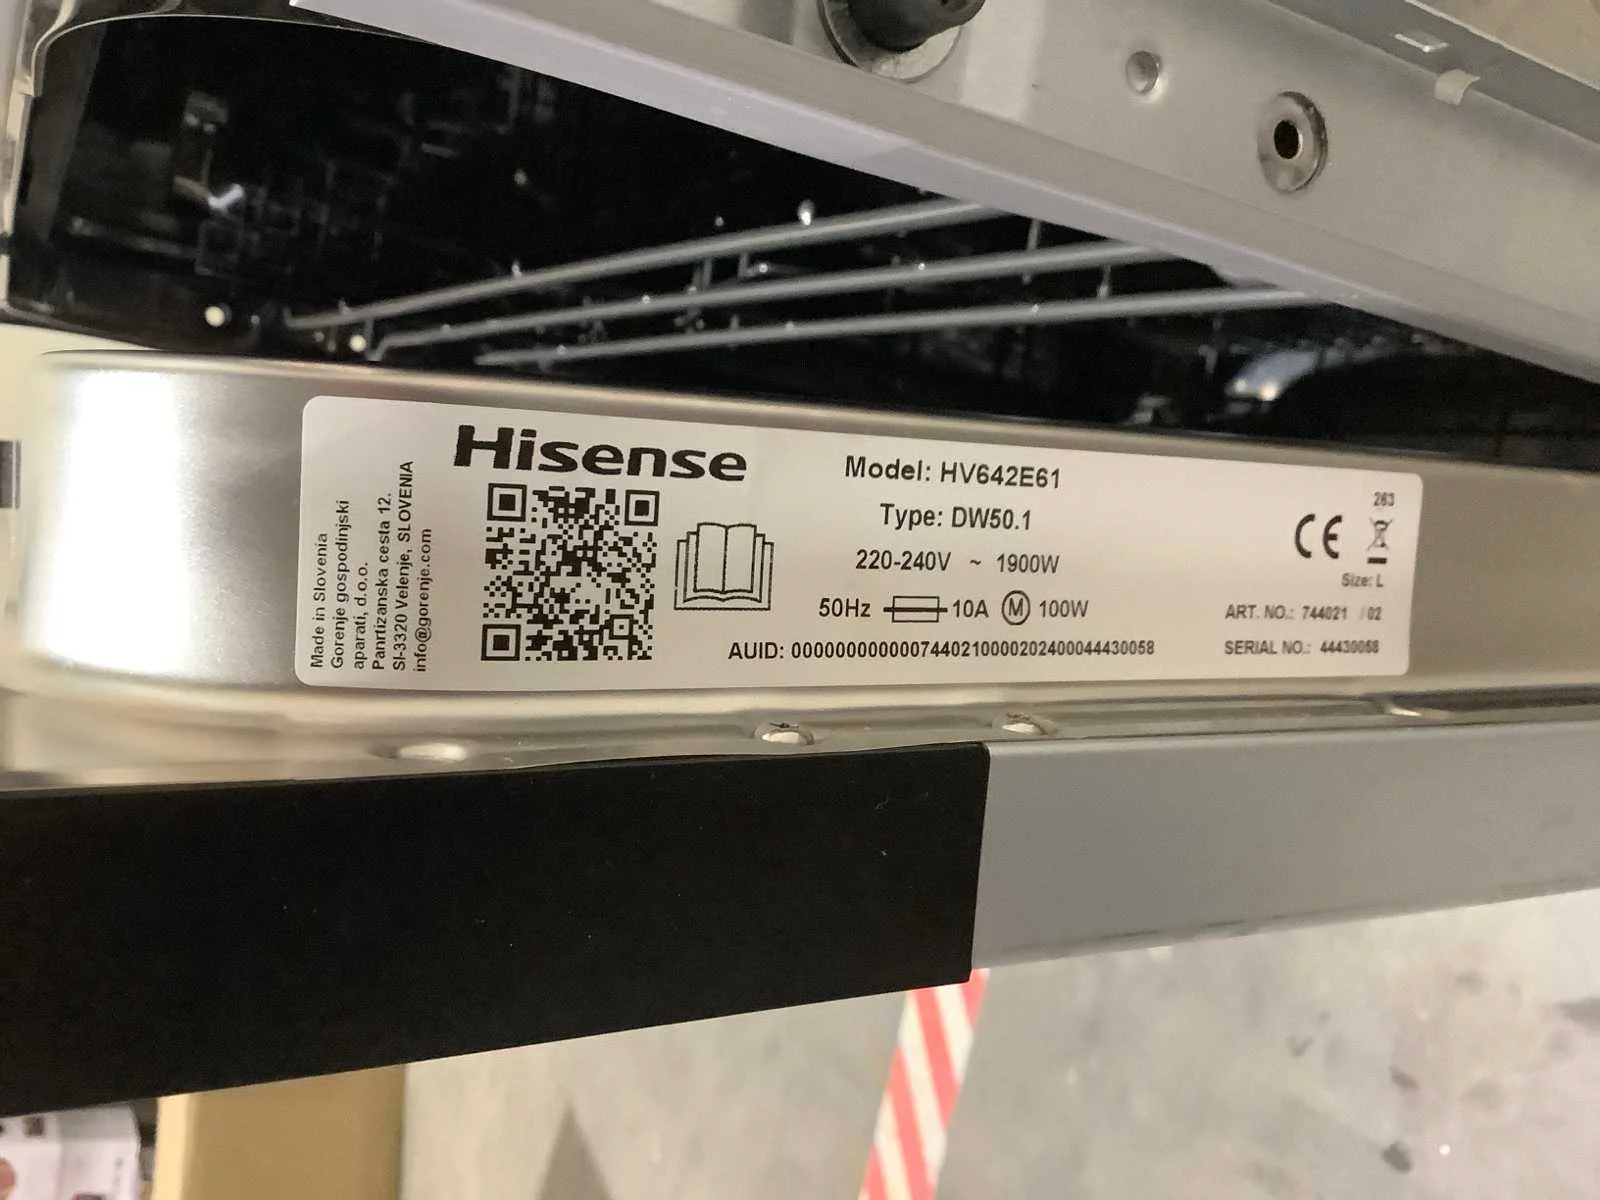 Made in Slovenia
Gorenje gospodinjski
aparati, d.o.o.
Panrtizanska cesta 12.
SI-3320 Velenje, SLOVENIA
info@gorenje.com
Hisense
Model: HV642E61
Type: DW50.1
220-240V ~ 1900W
50Hz 10A M 100W
AUID: 0000000000007440210000202400044430058
263
CE
Size: L
ART. NO.: 744021 / 02
SERIAL NO.: 44430058